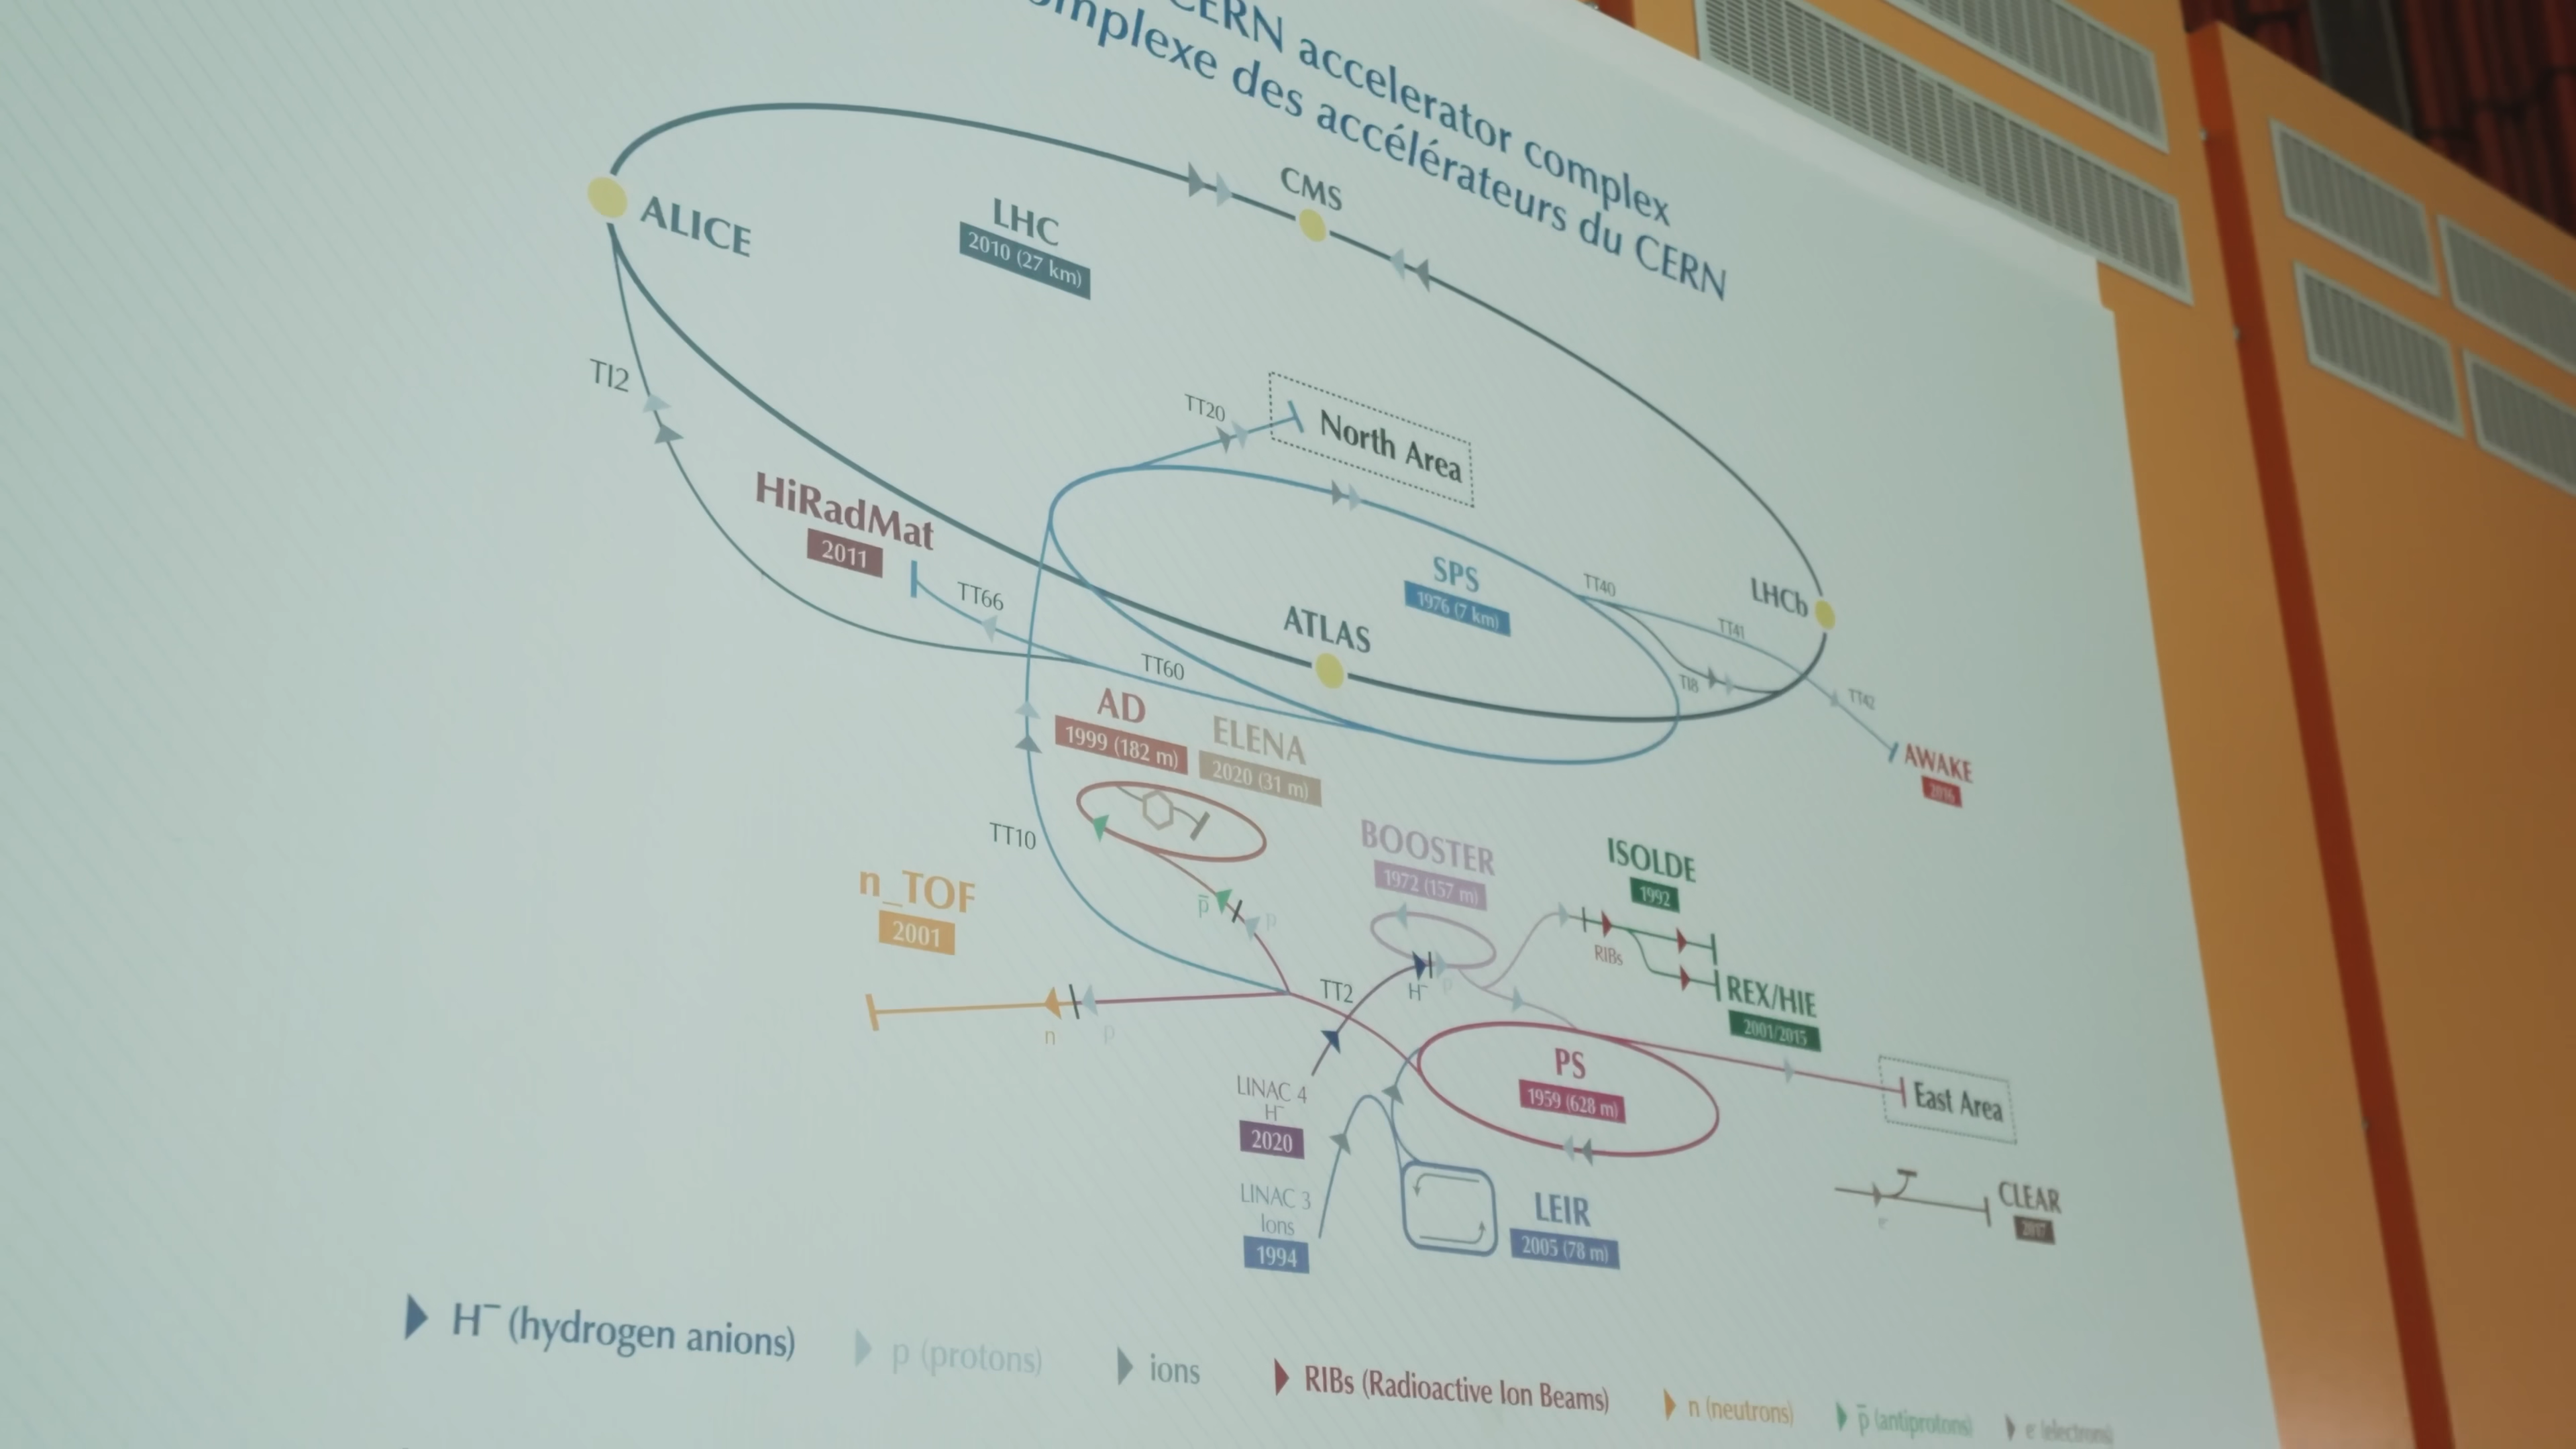 CERN accelerator complex
complexe des accélérateurs du CERN
CMS
ALICE
LHC
2010 (27 km)
TI2
TT20
North Area
HiRadMat
2011
TT66
SPS
1976 (7 km)
TT40
LHCb
TT41
ATLAS
TT60
TI8
TT42
AD
1999 (182 m)
ELENA
2020 (31 m)
AWAKE
2016
TT10
BOOSTER
1972 (157 m)
ISOLDE
1992
n_TOF
2001
p̅
p
RIBs
TT2
H⁻
p
REX/HIE
2001/2015
n
p
PS
1959 (628 m)
East Area
LINAC 4
H⁻
2020
LINAC 3
Ions
1994
LEIR
2005 (78 m)
CLEAR
2017
e⁻
H⁻ (hydrogen anions)
p (protons)
ions
RIBs (Radioactive Ion Beams)
n (neutrons)
p̅ (antiprotons)
e⁻ (electrons)